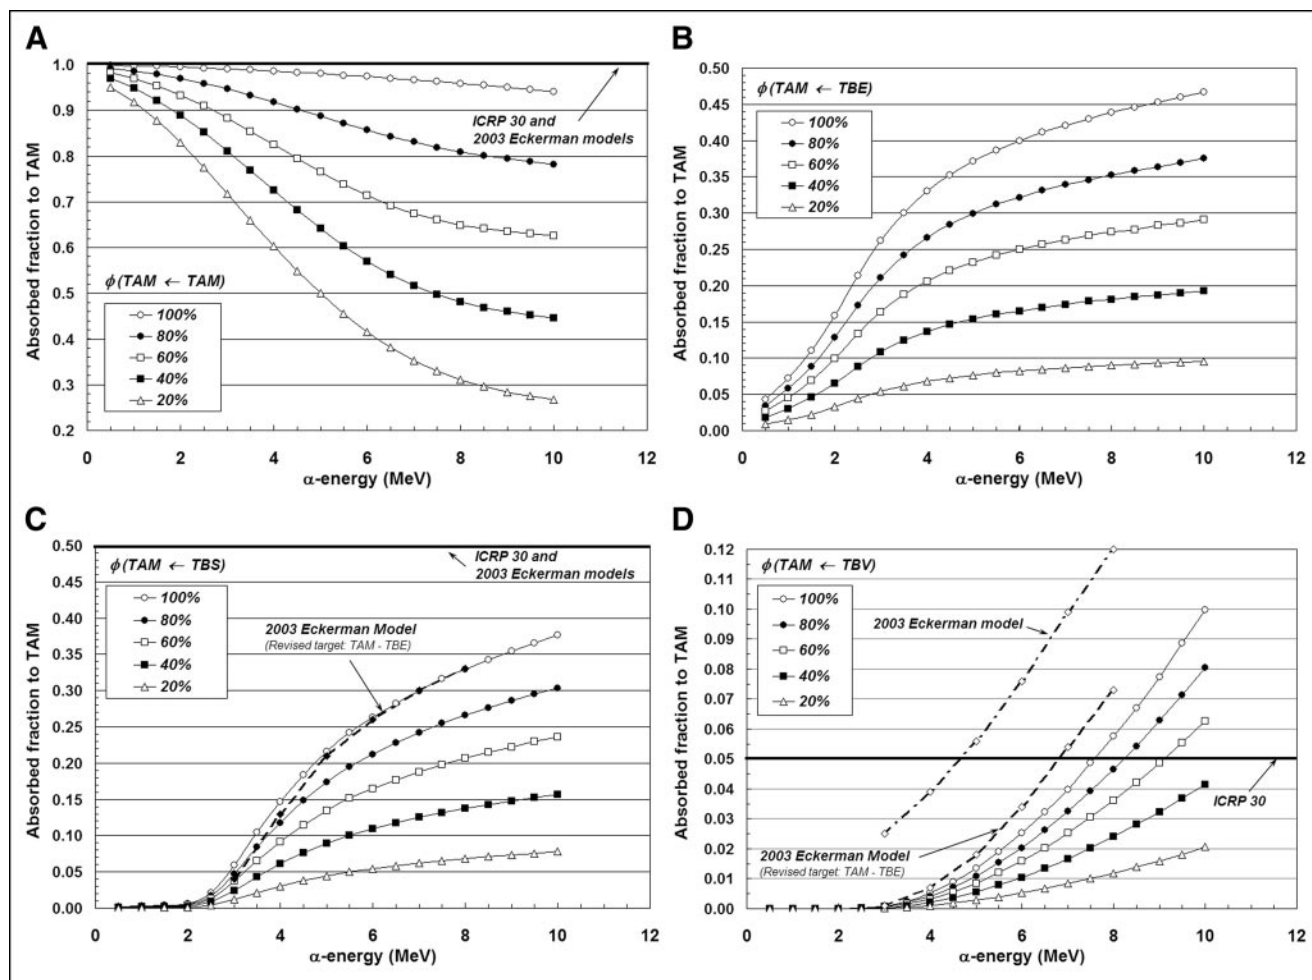 A
1.0
0.9
0.8
0.7
0.6
0.5
0.4
0.3
0.2
Absorbed fraction to TAM
ICRP 30 and
2003 Eckerman models
ϕ (TAM ← TAM)
100%
80%
60%
40%
20%
0 2 4 6 8 10 12
α-energy (MeV)
B
0.50
0.45
0.40
0.35
0.30
0.25
0.20
0.15
0.10
0.05
0.00
Absorbed fraction to TAM
ϕ (TAM ← TBE)
100%
80%
60%
40%
20%
0 2 4 6 8 10 12
α-energy (MeV)
C
0.50
0.45
0.40
0.35
0.30
0.25
0.20
0.15
0.10
0.05
0.00
Absorbed fraction to TAM
ϕ (TAM ← TBS)
100%
80%
60%
40%
20%
ICRP 30 and
2003 Eckerman models
2003 Eckerman Model
(Revised target: TAM - TBE)
0 2 4 6 8 10 12
α-energy (MeV)
D
0.12
0.11
0.10
0.09
0.08
0.07
0.06
0.05
0.04
0.03
0.02
0.01
0.00
Absorbed fraction to TAM
ϕ (TAM ← TBV)
100%
80%
60%
40%
20%
2003 Eckerman model
ICRP 30
2003 Eckerman Model
(Revised target: TAM - TBE)
0 2 4 6 8 10 12
α-energy (MeV)